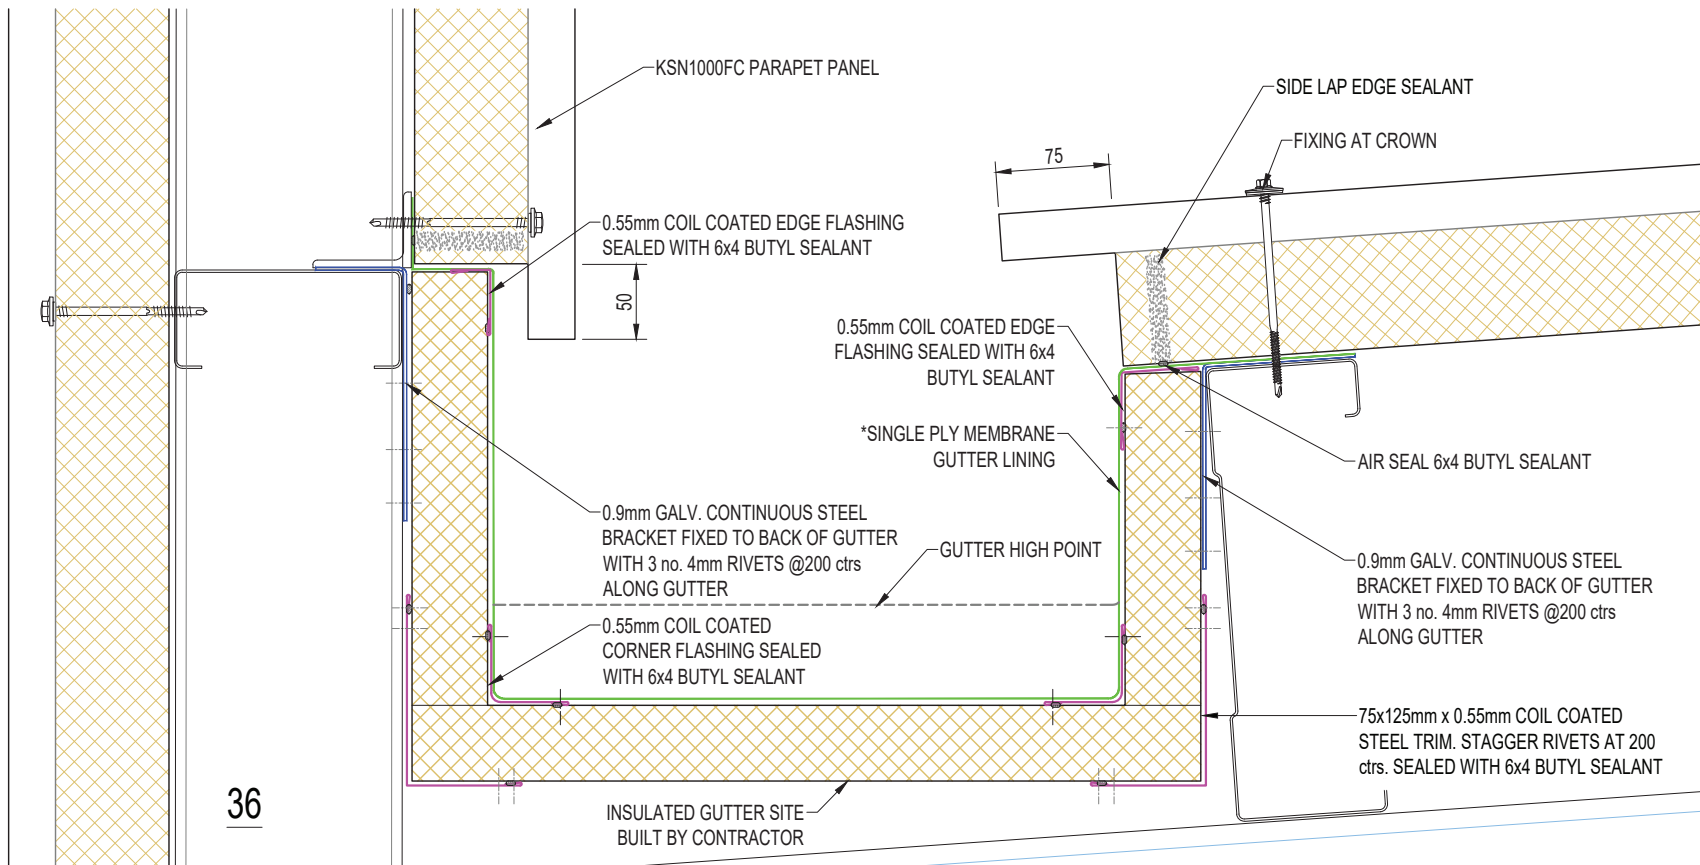 KSN1000FC PARAPET PANEL
SIDE LAP EDGE SEALANT
FIXING AT CROWN
75
0.55mm COIL COATED EDGE FLASHING
SEALED WITH 6x4 BUTYL SEALANT
50
0.55mm COIL COATED EDGE
FLASHING SEALED WITH 6x4
BUTYL SEALANT
*SINGLE PLY MEMBRANE
GUTTER LINING
AIR SEAL 6x4 BUTYL SEALANT
0.9mm GALV. CONTINUOUS STEEL
BRACKET FIXED TO BACK OF GUTTER
WITH 3 no. 4mm RIVETS @200 ctrs
ALONG GUTTER
GUTTER HIGH POINT
0.9mm GALV. CONTINUOUS STEEL
BRACKET FIXED TO BACK OF GUTTER
WITH 3 no. 4mm RIVETS @200 ctrs
ALONG GUTTER
0.55mm COIL COATED
CORNER FLASHING SEALED
WITH 6x4 BUTYL SEALANT
75x125mm x 0.55mm COIL COATED
STEEL TRIM. STAGGER RIVETS AT 200
ctrs. SEALED WITH 6x4 BUTYL SEALANT
36
INSULATED GUTTER SITE
BUILT BY CONTRACTOR